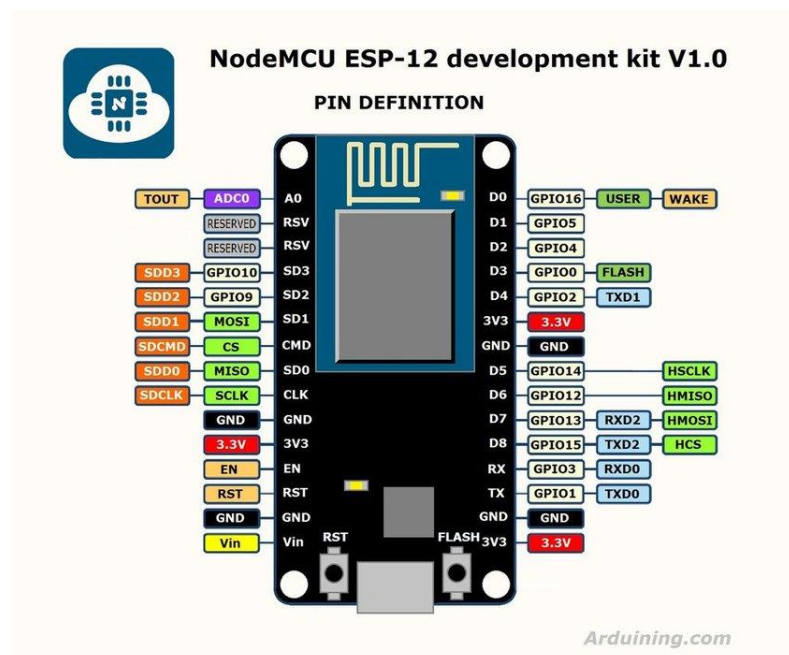 NodeMCU ESP-12 development kit V1.0
PIN DEFINITION
N
TOUT ADC0 A0 D0 GPIO16 USER WAKE
RESERVED RSV D1 GPIO5
RESERVED RSV D2 GPIO4
SDD3 GPIO10 SD3 D3 GPIO0 FLASH
SDD2 GPIO9 SD2 D4 GPIO2 TXD1
SDD1 MOSI SD1 3V3 3.3V
SDCMD CS CMD GND GND
SDD0 MISO SD0 D5 GPIO14 HSCLK
SDCLK SCLK CLK D6 GPIO12 HMISO
GND GND D7 GPIO13 RXD2 HMOSI
3.3V 3V3 D8 GPIO15 TXD2 HCS
EN EN RX GPIO3 RXD0
RST RST TX GPIO1 TXD0
GND GND GND GND
Vin Vin RST FLASH 3V3 3.3V
Arduining.com